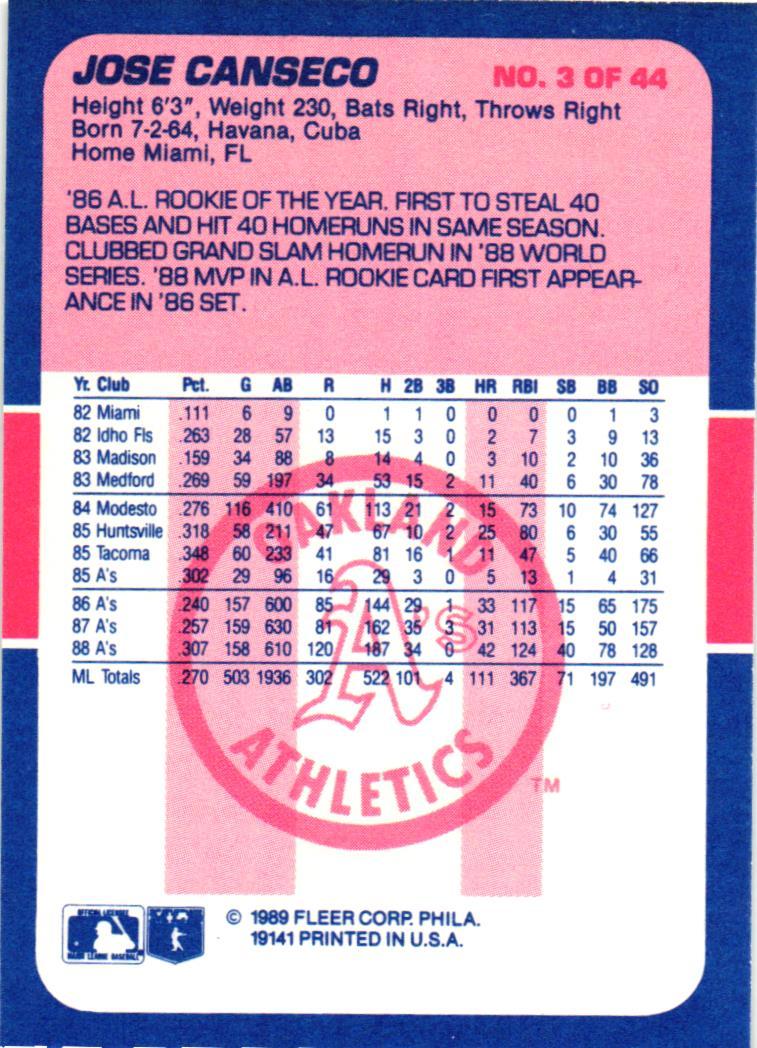 JOSE CANSECO NO. 3 OF 44
Height 6'3", Weight 230, Bats Right, Throws Right
Born 7-2-64, Havana, Cuba
Home Miami, FL
'86 A.L. ROOKIE OF THE YEAR. FIRST TO STEAL 40
BASES AND HIT 40 HOMERUNS IN SAME SEASON.
CLUBBED GRAND SLAM HOMERUN IN '88 WORLD
SERIES. '88 MVP IN A.L. ROOKIE CARD FIRST APPEAR-
ANCE IN '86 SET.
Yr. Club Pct. G AB R H 2B 3B HR RBI SB BB SO
82 Miami .111 6 9 0 1 1 0 0 0 0 1 3
82 Idho Fls .263 28 57 13 15 3 0 2 7 3 9 13
83 Madison .159 34 88 8 14 4 0 3 10 2 10 36
83 Medford .269 59 197 34 53 15 2 11 40 6 30 78
84 Modesto .276 116 410 61 113 21 2 15 73 10 74 127
85 Huntsville .318 58 211 47 67 10 2 25 80 6 30 55
85 Tacoma .348 60 233 41 81 16 1 11 47 5 40 66
85 A's .302 29 96 16 29 3 0 5 13 1 4 31
86 A's .240 157 600 85 144 29 1 33 117 15 65 175
87 A's .257 159 630 81 162 35 3 31 113 15 50 157
88 A's .307 158 610 120 187 34 0 42 124 40 78 128
ML Totals .270 503 1936 302 522 101 4 111 367 71 197 491
OAKLAND
A's
ATHLETICS
TM
OFFICIAL LICENSEE
MAJOR LEAGUE BASEBALL
© 1989 FLEER CORP. PHILA.
19141 PRINTED IN U.S.A.